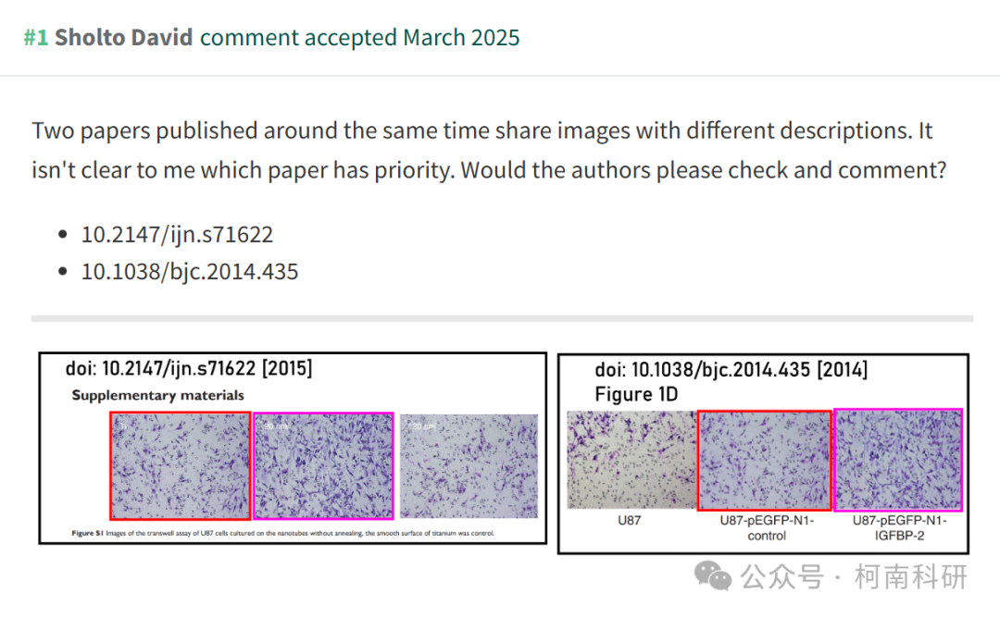 #1 Sholto David comment accepted March 2025
Two papers published around the same time share images with different descriptions. It
isn't clear to me which paper has priority. Would the authors please check and comment?
• 10.2147/ijn.s71622
• 10.1038/bjc.2014.435
doi: 10.2147/ijn.s71622 [2015]
Supplementary materials
120 nm
Figure S1 Images of the transwell assay of U87 cells cultured on the nanotubes without annealing, the smooth surface of titanium was control.
doi: 10.1038/bjc.2014.435 [2014]
Figure 1D
U87
U87-pEGFP-N1-
control
U87-pEGFP-N1-
IGFBP-2
公众号 · 柯南科研